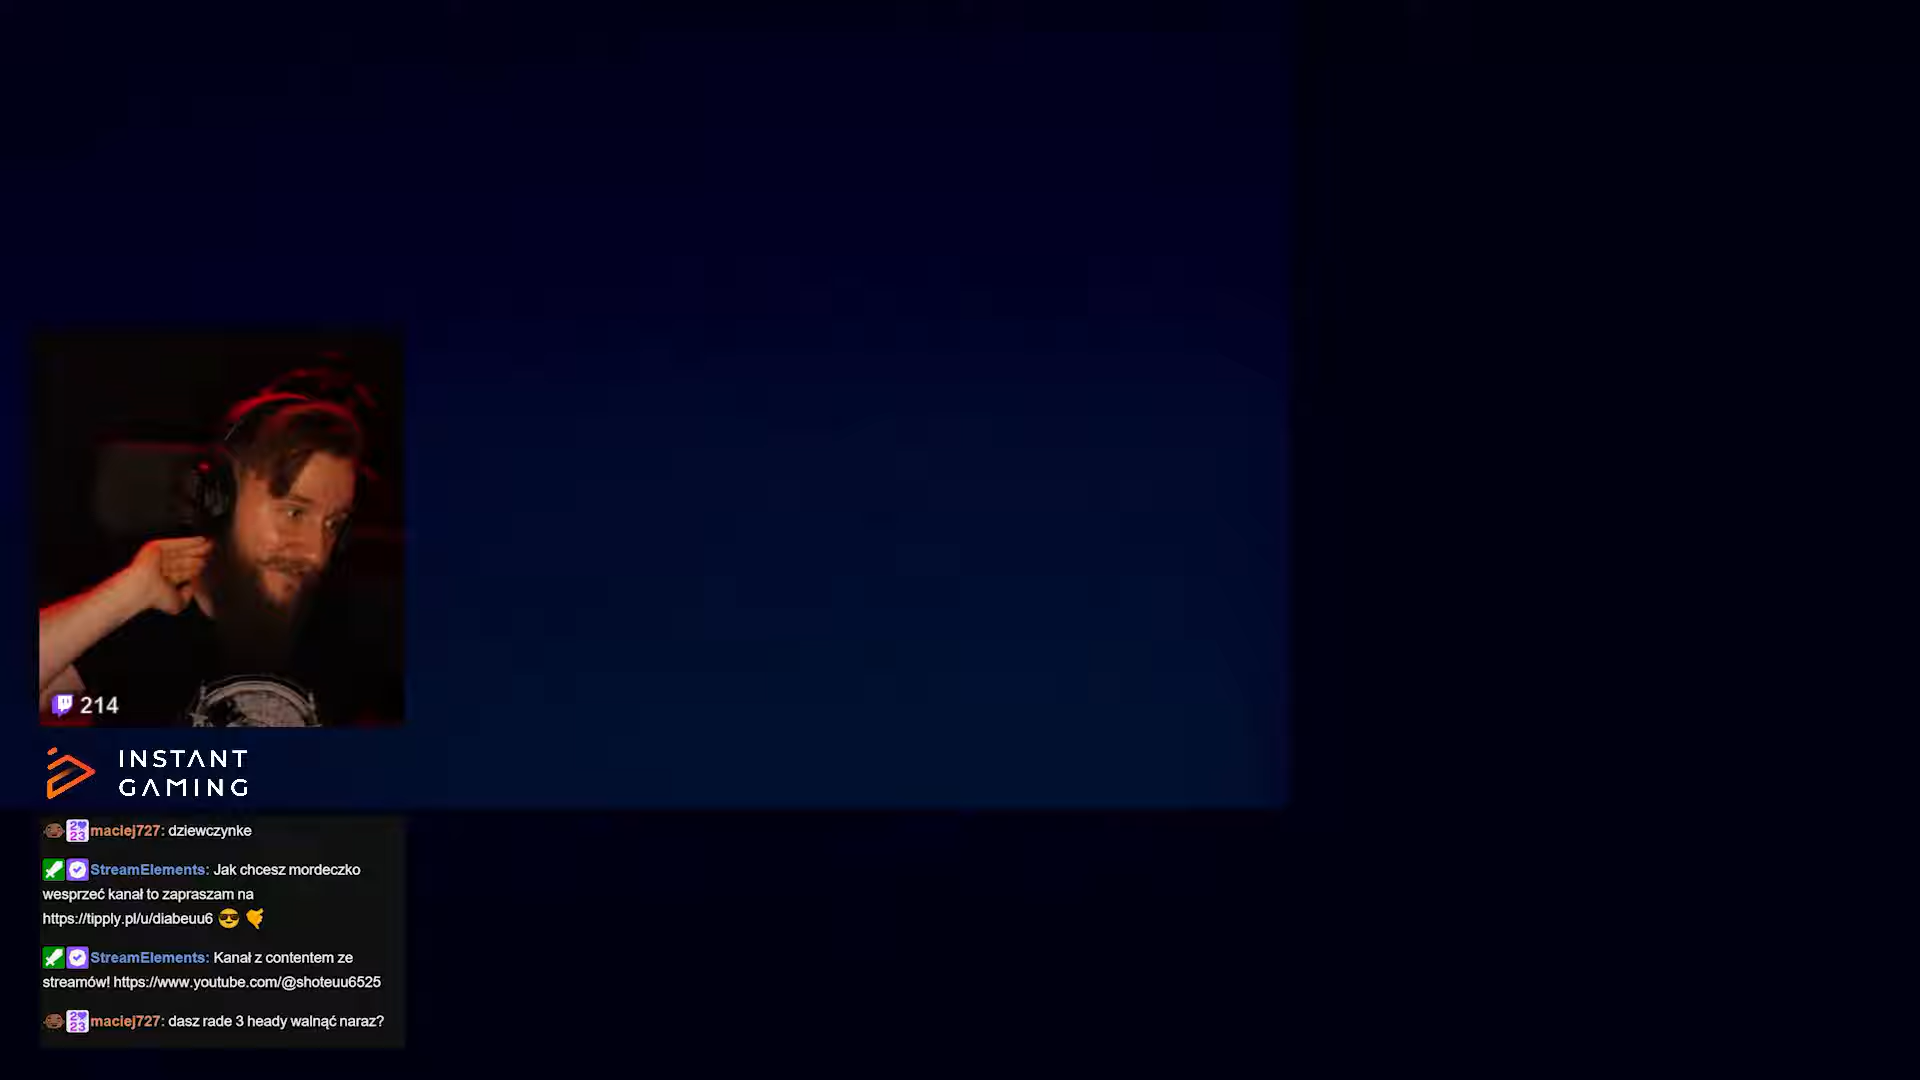 214
INSTANT
GAMING
maciej727: dziewczynke
StreamElements: Jak chcesz mordeczko
wesprzeć kanał to zapraszam na
https://tipply.pl/u/diabeuu6 😎 🤙
StreamElements: Kanał z contentem ze
streamów! https://www.youtube.com/@shoteuu6525
maciej727: dasz rade 3 heady walnąć naraz?